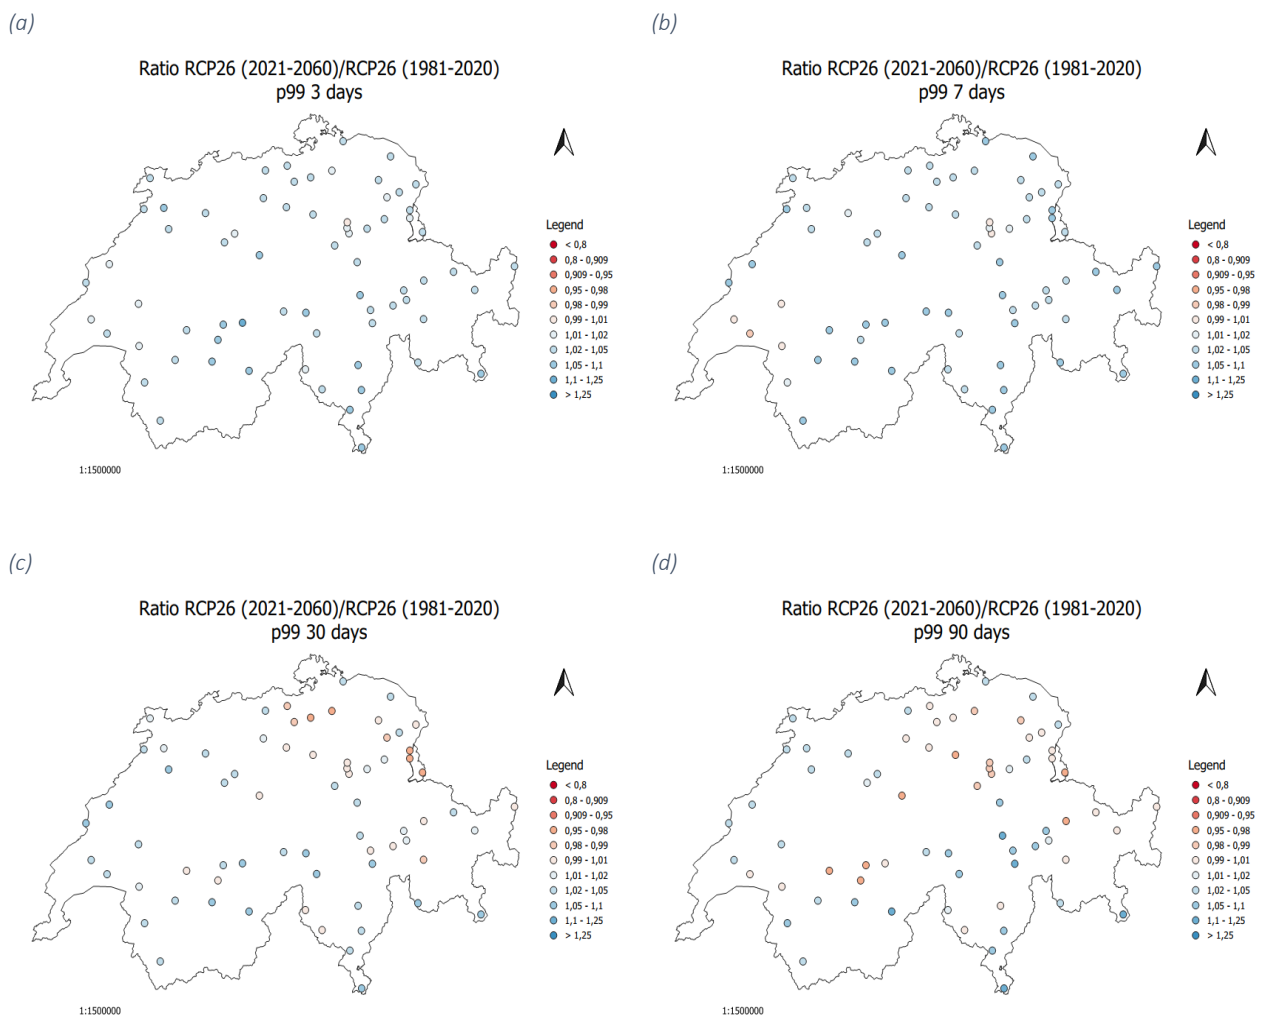 (a)
Ratio RCP26 (2021-2060)/RCP26 (1981-2020)
p99 3 days
Legend
< 0,8
0,8 - 0,909
0,909 - 0,95
0,95 - 0,98
0,98 - 0,99
0,99 - 1,01
1,01 - 1,02
1,02 - 1,05
1,05 - 1,1
1,1 - 1,25
> 1,25
1:1500000
(b)
Ratio RCP26 (2021-2060)/RCP26 (1981-2020)
p99 7 days
Legend
< 0,8
0,8 - 0,909
0,909 - 0,95
0,95 - 0,98
0,98 - 0,99
0,99 - 1,01
1,01 - 1,02
1,02 - 1,05
1,05 - 1,1
1,1 - 1,25
> 1,25
1:1500000
(c)
Ratio RCP26 (2021-2060)/RCP26 (1981-2020)
p99 30 days
Legend
< 0,8
0,8 - 0,909
0,909 - 0,95
0,95 - 0,98
0,98 - 0,99
0,99 - 1,01
1,01 - 1,02
1,02 - 1,05
1,05 - 1,1
1,1 - 1,25
> 1,25
1:1500000
(d)
Ratio RCP26 (2021-2060)/RCP26 (1981-2020)
p99 90 days
Legend
< 0,8
0,8 - 0,909
0,909 - 0,95
0,95 - 0,98
0,98 - 0,99
0,99 - 1,01
1,01 - 1,02
1,02 - 1,05
1,05 - 1,1
1,1 - 1,25
> 1,25
1:1500000